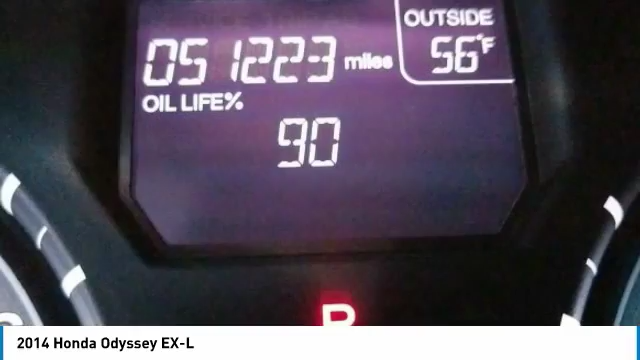 051223 miles
OUTSIDE
56°F
OIL LIFE%
90
P
2014 Honda Odyssey EX-L